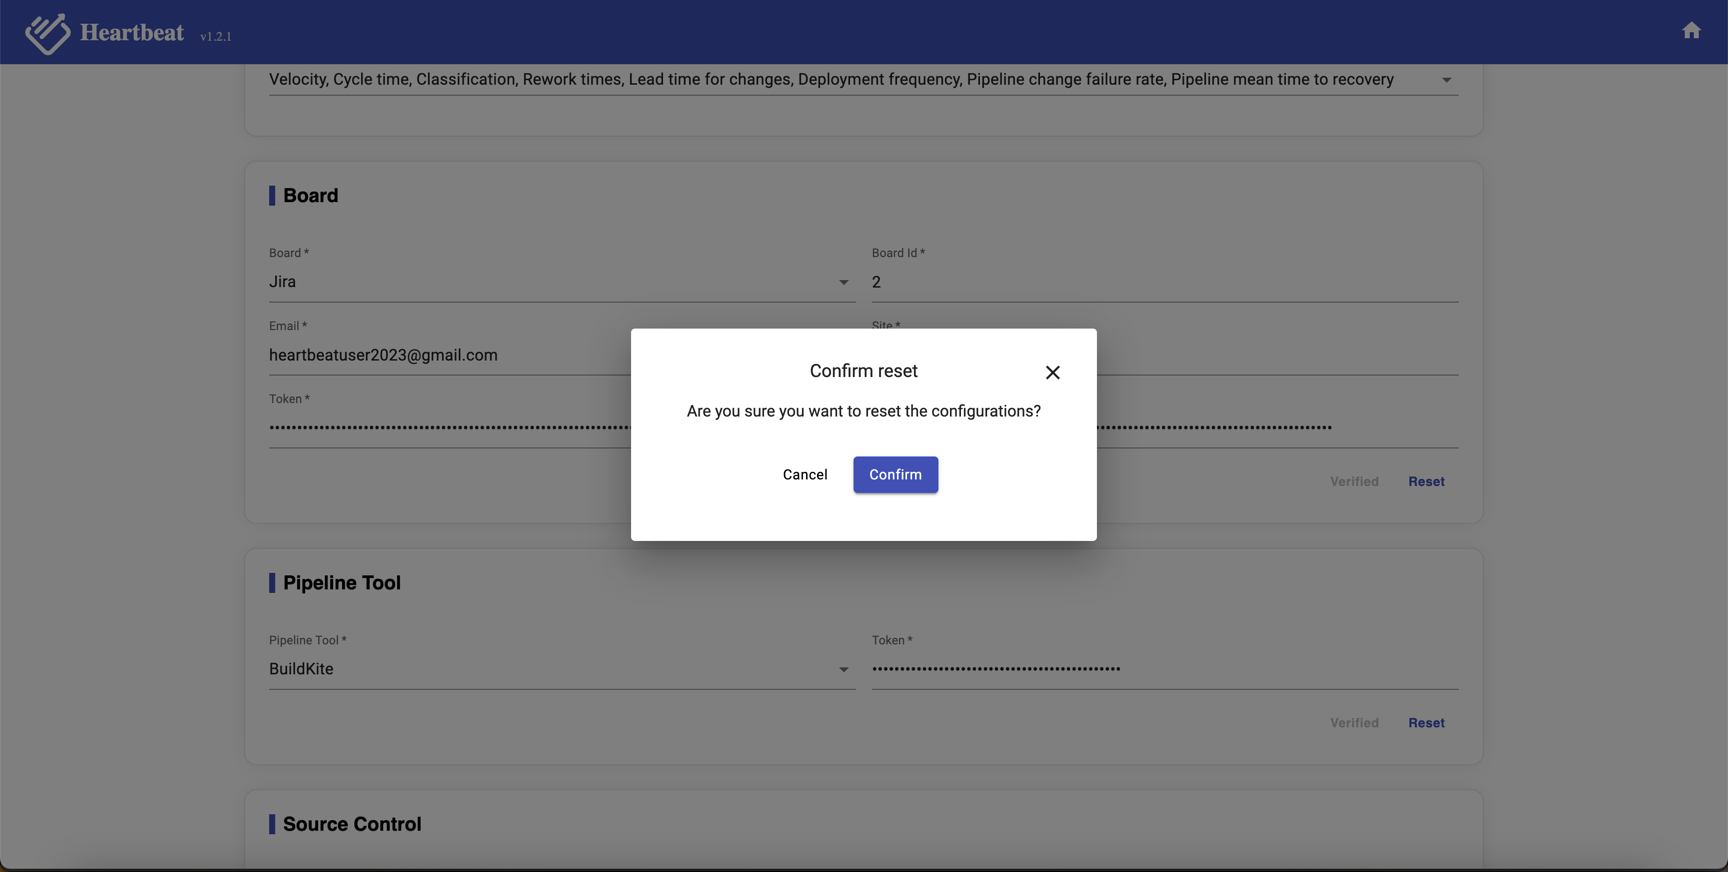 Heartbeat v1.2.1
Velocity, Cycle time, Classification, Rework times, Lead time for changes, Deployment frequency, Pipeline change failure rate, Pipeline mean time to recovery
Board
Board *
Board Id *
Jira
2
Email *
Site *
heartbeatuser2023@gmail.com
Token *
Verified
Reset
Confirm reset
Are you sure you want to reset the configurations?
Cancel
Confirm
Pipeline Tool
Pipeline Tool *
Token *
BuildKite
Verified
Reset
Source Control